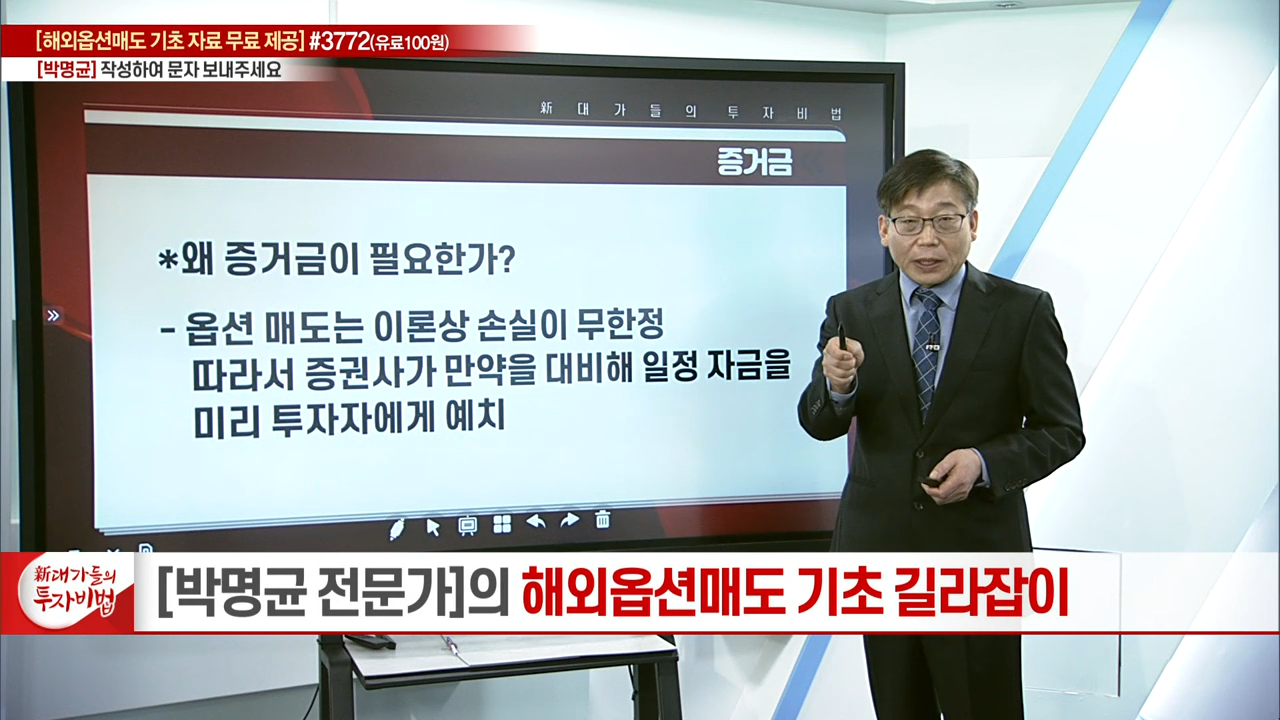 [해외옵션매도 기초 자료 무료 제공] #3772(유료100원)
[박명균] 작성하여 문자 보내주세요
新 대 가 들 의 투 자 비 법
증거금
*왜 증거금이 필요한가?
- 옵션 매도는 이론상 손실이 무한정
따라서 증권사가 만약을 대비해 일정 자금을
미리 투자자에게 예치
新대가들의
투자비법
[박명균 전문가]의 해외옵션매도 기초 길라잡이